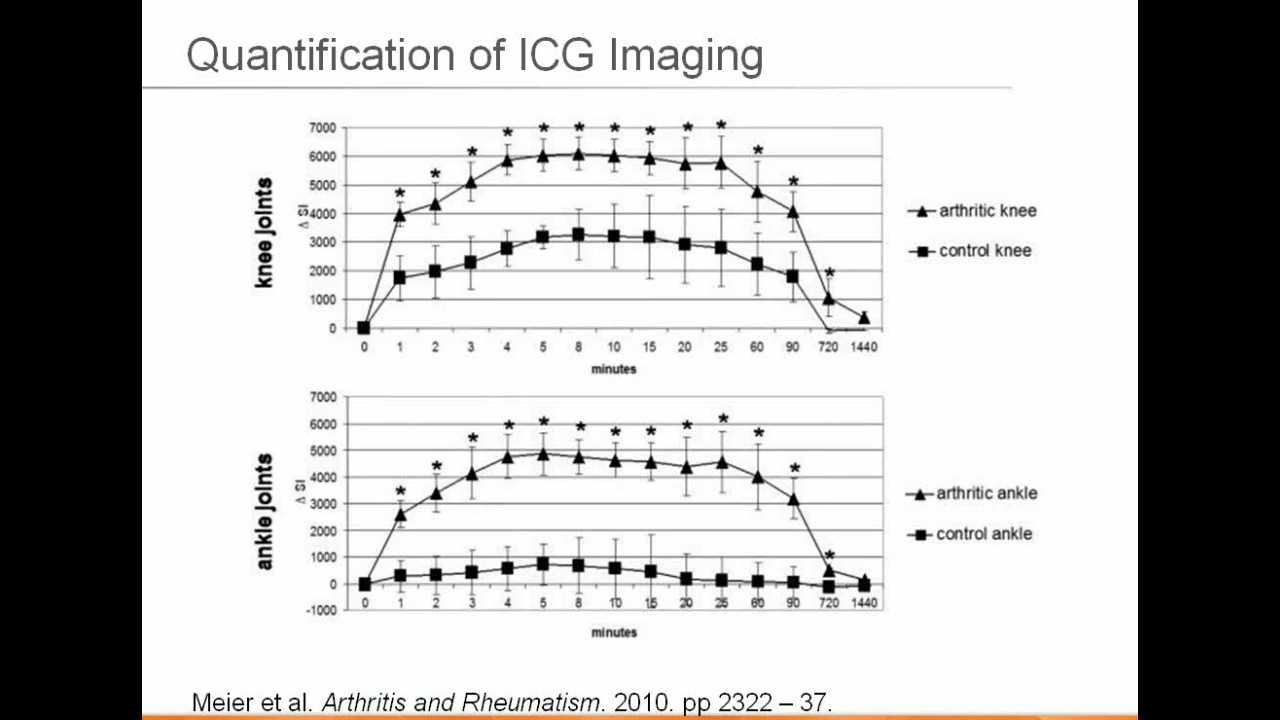 Quantification of ICG Imaging
knee joints
Δ SI
7000
6000
5000
4000
3000
2000
1000
0
0 1 2 3 4 5 8 10 15 20 25 60 90 720 1440
minutes
* * * * * * * * * * * * * *
arthritic knee
control knee
ankle joints
Δ SI
7000
6000
5000
4000
3000
2000
1000
0
-1000
0 1 2 3 4 5 8 10 15 20 25 60 90 720 1440
minutes
* * * * * * * * * * * * * *
arthritic ankle
control ankle
Meier et al. Arthritis and Rheumatism. 2010. pp 2322 – 37.